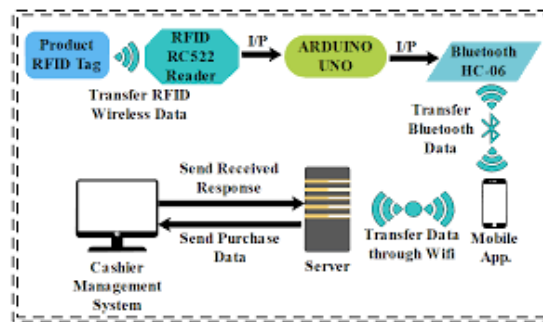 Product
RFID Tag
RFID
RC522
Reader
I/P
ARDUINO
UNO
I/P
Bluetooth
HC-06
Transfer RFID
Wireless Data
Transfer
Bluetooth
Data
Send Received
Response
Send Purchase
Data
Cashier
Management
System
Server
Transfer Data
through Wifi
Mobile
App.